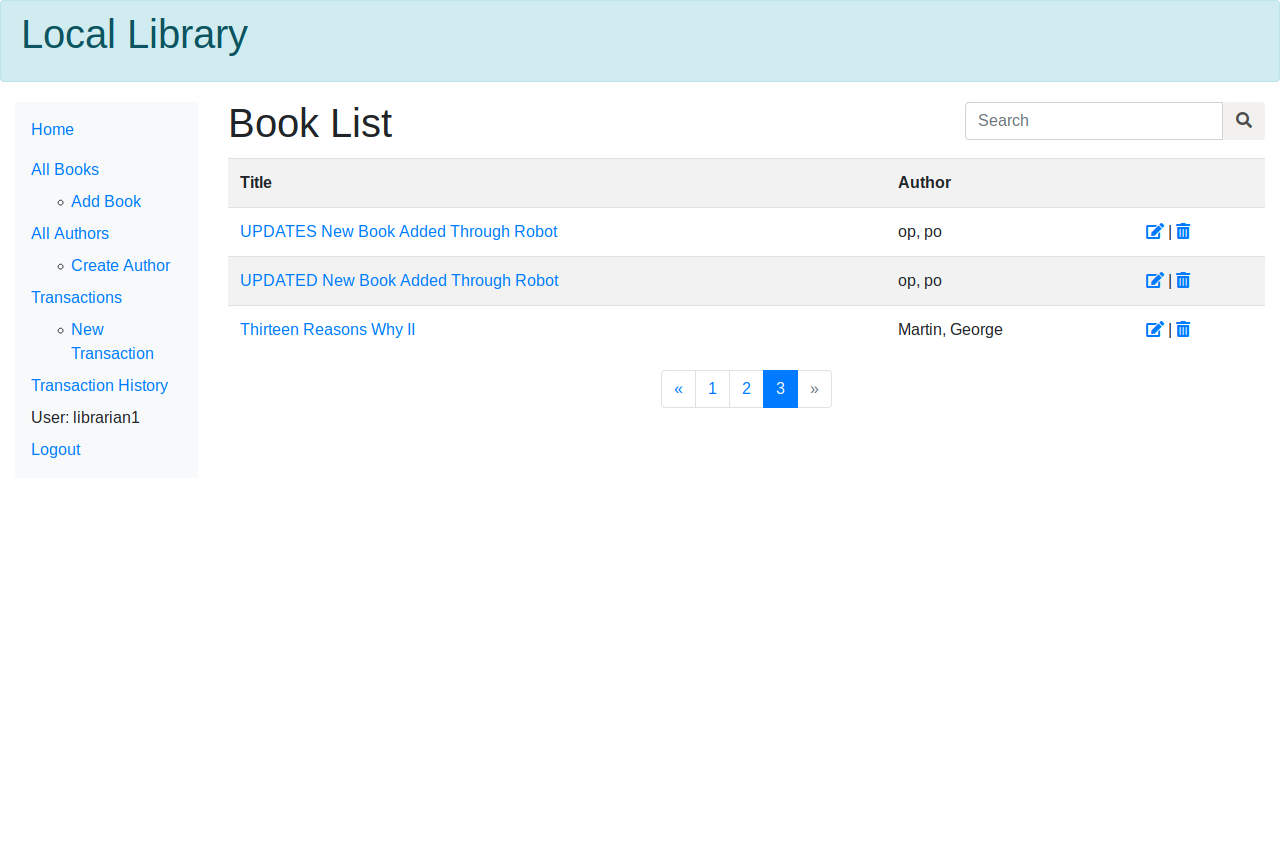 Local Library
Home
All Books
Add Book
All Authors
Create Author
Transactions
New
Transaction
Transaction History
User: librarian1
Logout
Book List
Search
Title Author
UPDATES New Book Added Through Robot op, po |
UPDATED New Book Added Through Robot op, po |
Thirteen Reasons Why II Martin, George |
« 1 2 3 »